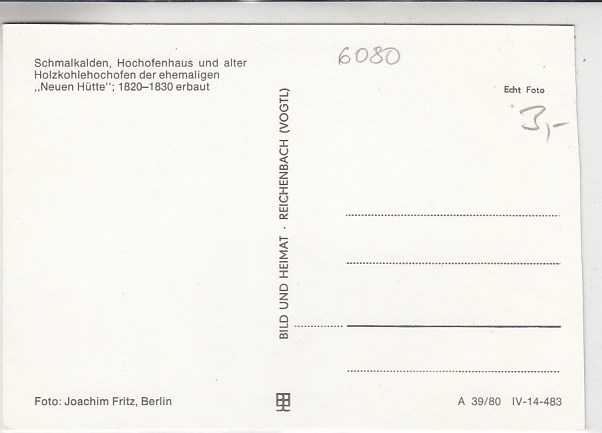 Schmalkalden, Hochofenhaus und alter
Holzkohlehochofen der ehemaligen
,,Neuen Hütte"; 1820–1830 erbaut
6080
Echt Foto
3,-
BILD UND HEIMAT · REICHENBACH (VOGTL)
Foto: Joachim Fritz, Berlin
A 39/80 IV-14-483